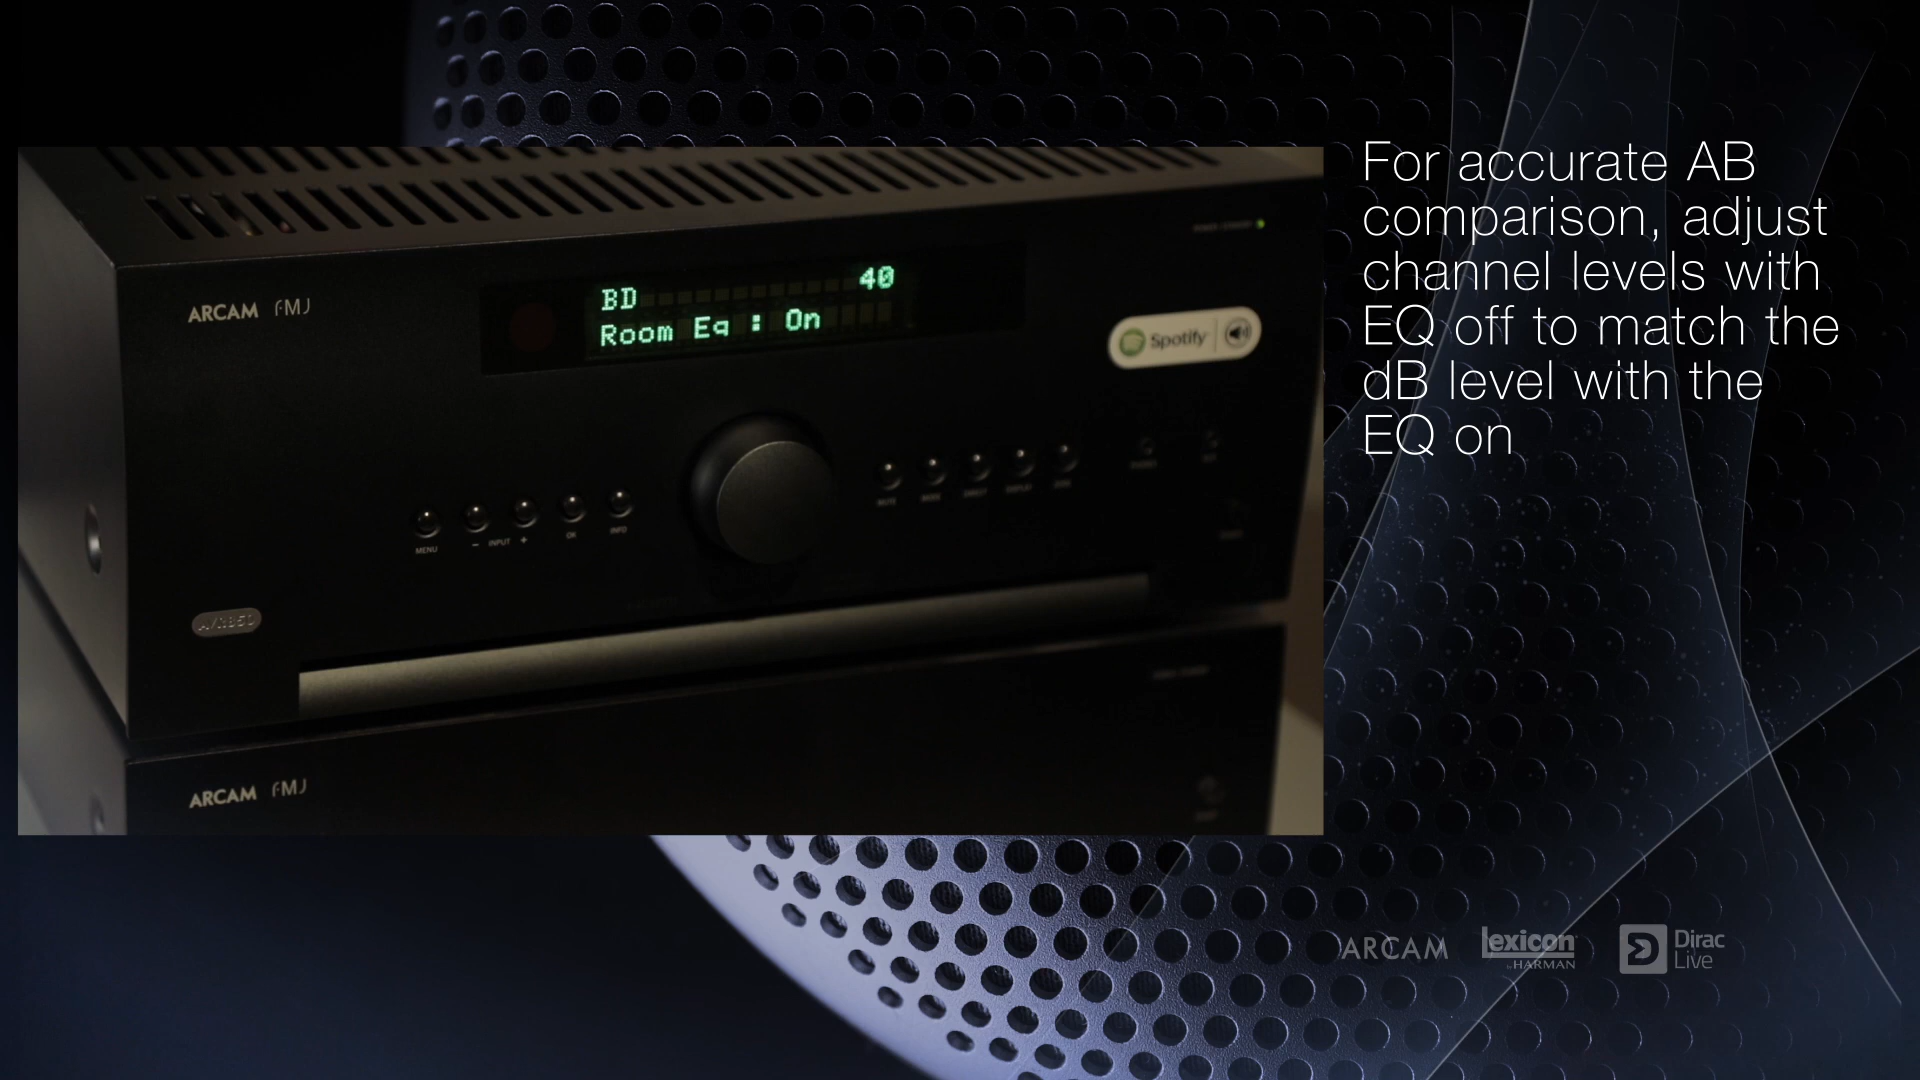 For accurate AB
comparison, adjust
channel levels with
EQ off to match the
dB level with the
EQ on
ARCAM FMJ
BD 40
Room Eq : On
Spotify
MENU
- INPUT +
OK
INFO
AVR850
ARCAM FMJ
ARCAM
lexicon
by HARMAN
Dirac
Live